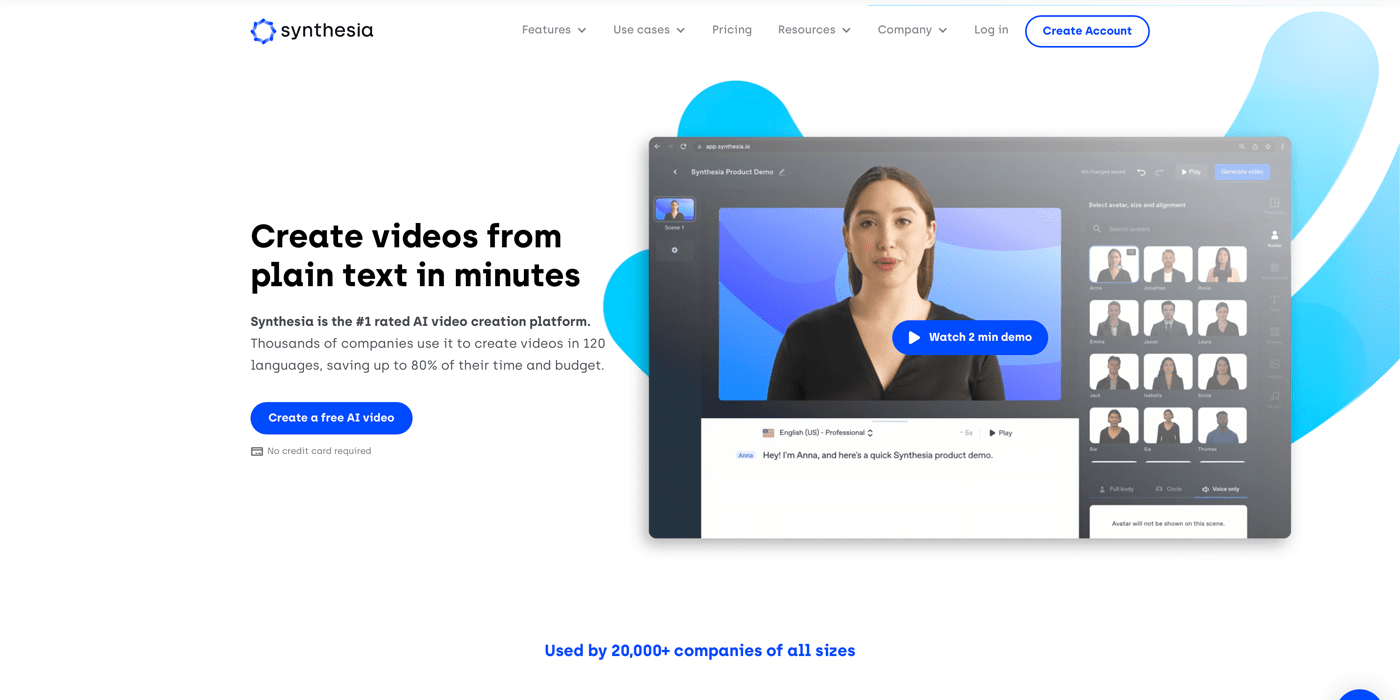 synthesia
Features
Use cases
Pricing
Resources
Company
Log in
Create Account
Create videos from
plain text in minutes
Synthesia is the #1 rated AI video creation platform.
Thousands of companies use it to create videos in 120
languages, saving up to 80% of their time and budget.
Create a free AI video
No credit card required
app.synthesia.io
Synthesia Product Demo
All changes saved
Play
Generate video
Scene 1
Select avatar, size and alignment
Search avatars
Avatar
Anna
Jonathan
Rosie
Emma
Jason
Laura
Jack
Isabella
Sonia
Sia
Sia
Thomas
Watch 2 min demo
English (US) - Professional
~ 5s
Play
Anna
Hey! I'm Anna, and here's a quick Synthesia product demo.
Full body
Circle
Voice only
Avatar will not be shown on this scene.
Used by 20,000+ companies of all sizes